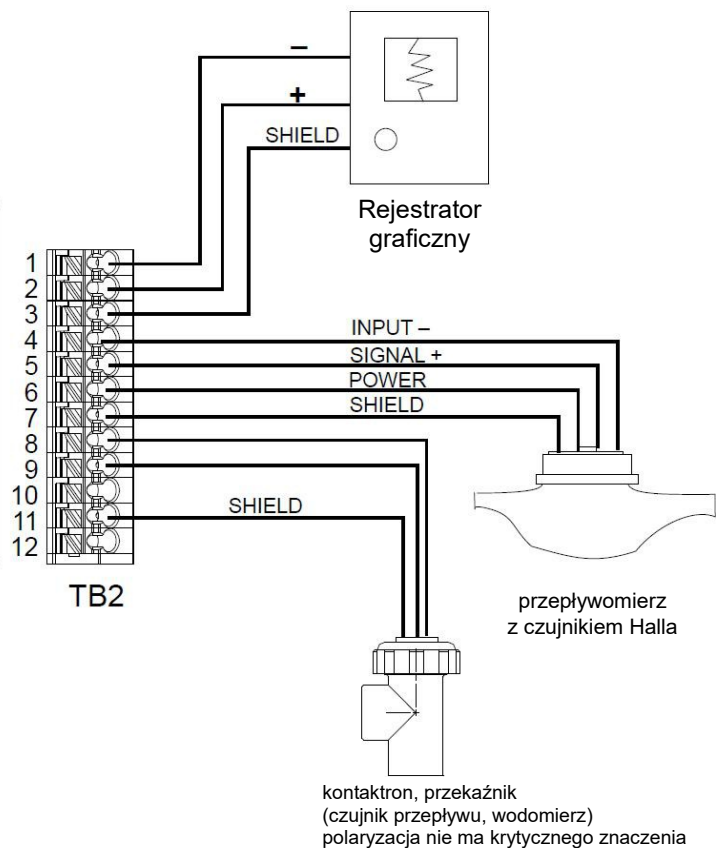 –
+
SHIELD
Rejestrator
graficzny
1
2
3
4
5
6
7
8
9
10
11
12
TB2
INPUT –
SIGNAL +
POWER
SHIELD
SHIELD
przepływomierz
z czujnikiem Halla
kontaktron, przekaźnik
(czujnik przepływu, wodomierz)
polaryzacja nie ma krytycznego znaczenia